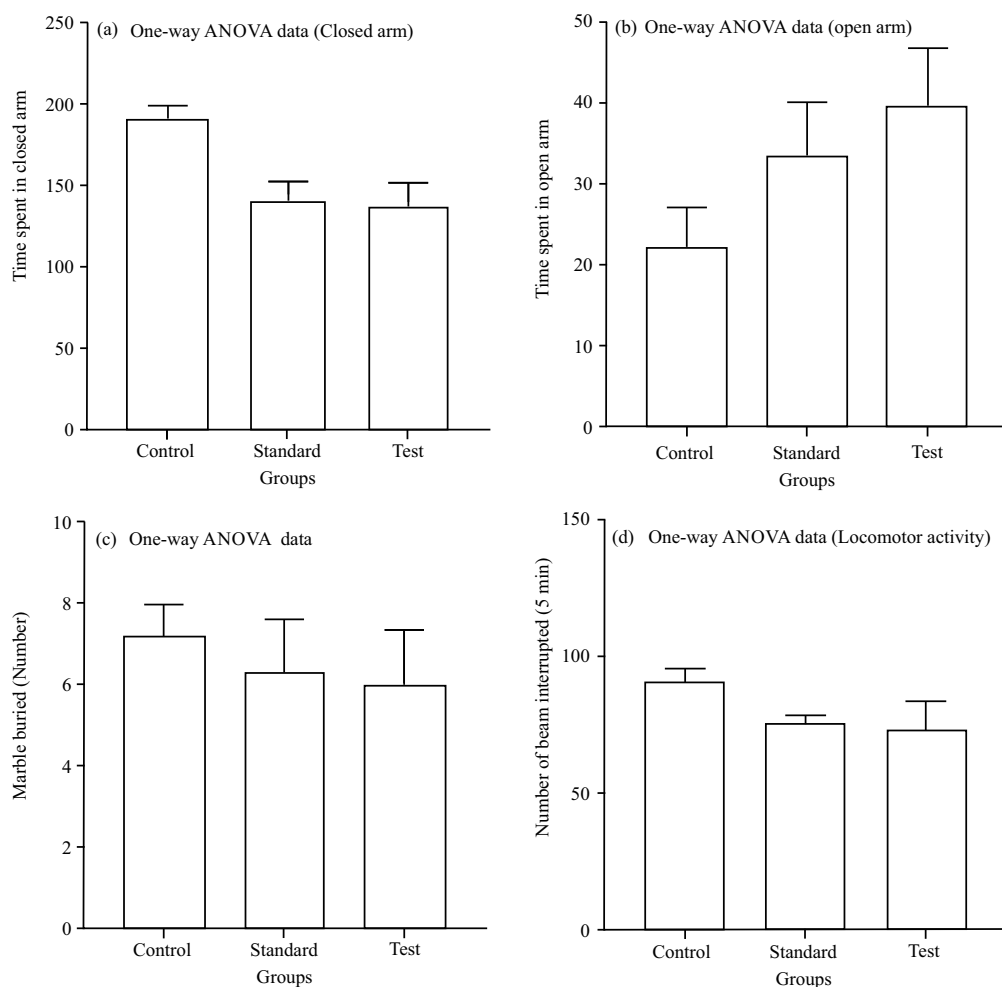 (a) One-way ANOVA data (Closed arm)
Time spent in closed arm
250
200
150
100
50
0
Control Standard Test
Groups
(b) One-way ANOVA data (open arm)
Time spent in open arm
50
40
30
20
10
0
Control Standard Test
Groups
(c) One-way ANOVA data
Marble buried (Number)
10
8
6
4
2
0
Control Standard Test
Groups
(d) One-way ANOVA data (Locomotor activity)
Number of beam interrupted (5 min)
150
100
50
0
Control Standard Test
Groups